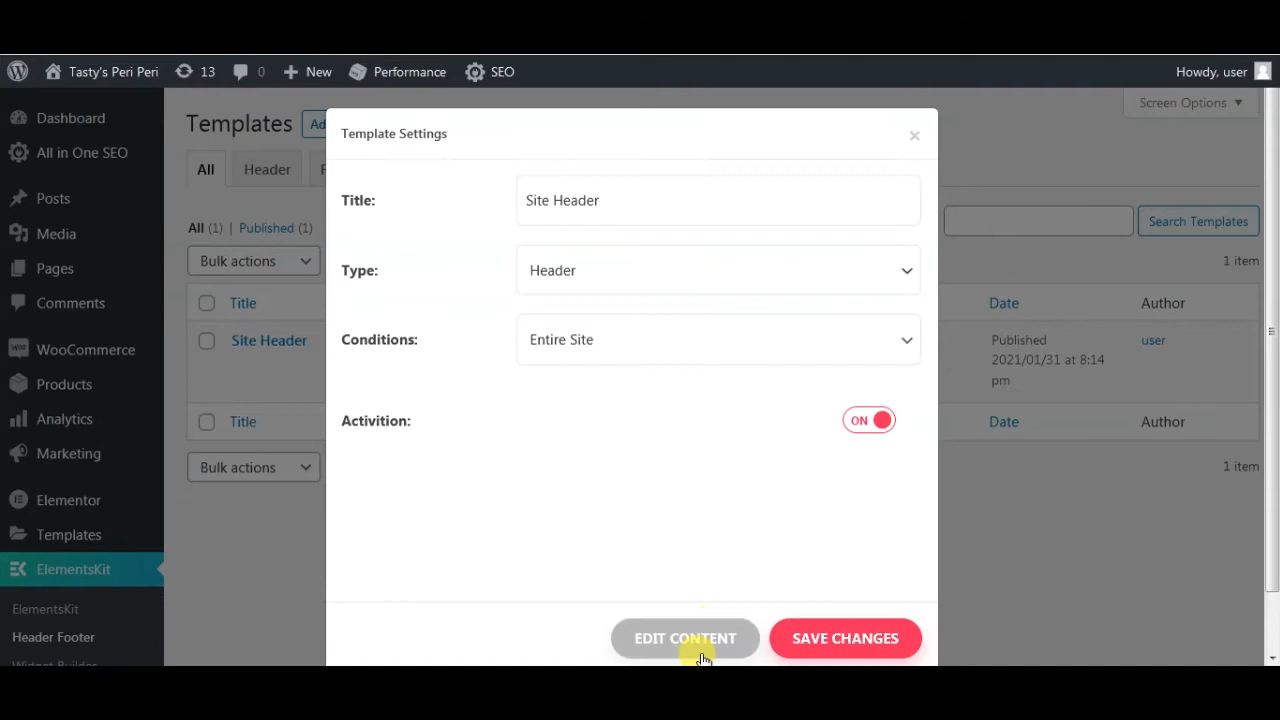 Tasty's Peri Peri 13 0 New Performance SEO Howdy, user
Dashboard
All in One SEO
Posts
Media
Pages
Comments
WooCommerce
Products
Analytics
Marketing
Elementor
Templates
ElementsKit
ElementsKit
Header Footer
Widget Builder
Screen Options
Templates Ad
All Header F
All (1) | Published (1)
Search Templates
Bulk actions
1 item
Title Date Author
Site Header Published user
2021/01/31 at 8:14
pm
Title Date Author
Bulk actions
1 item
Template Settings ×
Title: Site Header
Type: Header
Conditions: Entire Site
Activition: ON
EDIT CONTENT SAVE CHANGES